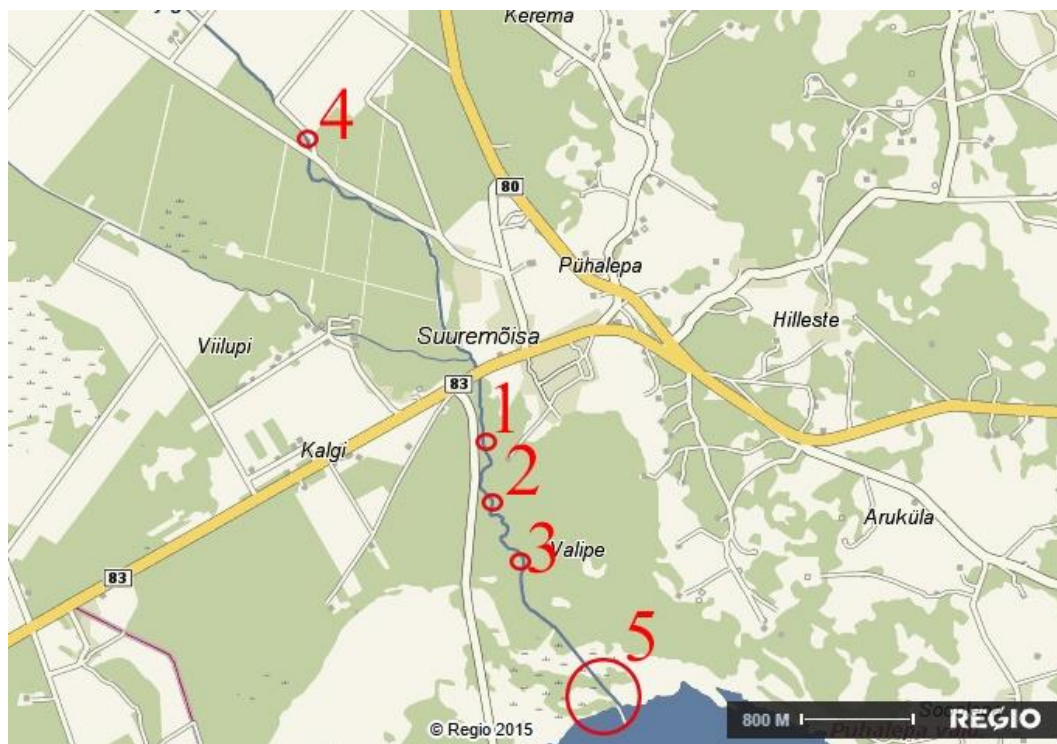 Kerema
4
80
Pühalepa
Hilleste
Suuremõisa
Viilupi
83
1
Kalgi
2
Aruküla
3
Valipe
83
5
© Regio 2015
800 M
REGIO